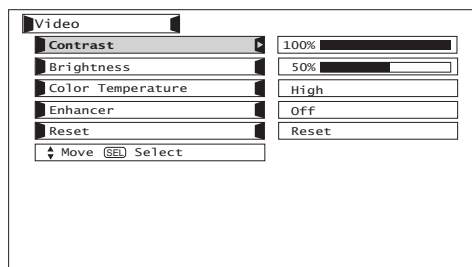 Video
Contrast 100%
Brightness 50%
Color Temperature High
Enhancer Off
Reset Reset
Move SEL Select